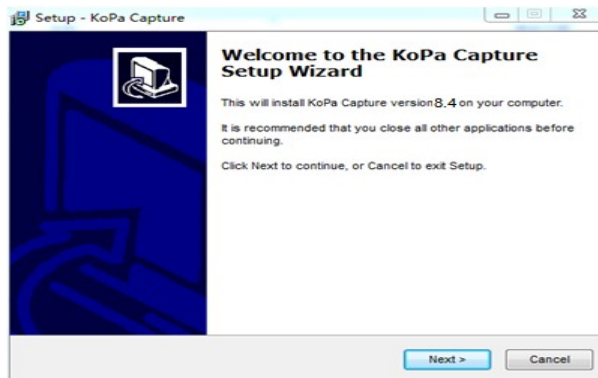 Setup - KoPa Capture
Welcome to the KoPa Capture
Setup Wizard
This will install KoPa Capture version8.4 on your computer.
It is recommended that you close all other applications before
continuing.
Click Next to continue, or Cancel to exit Setup.
Next >
Cancel